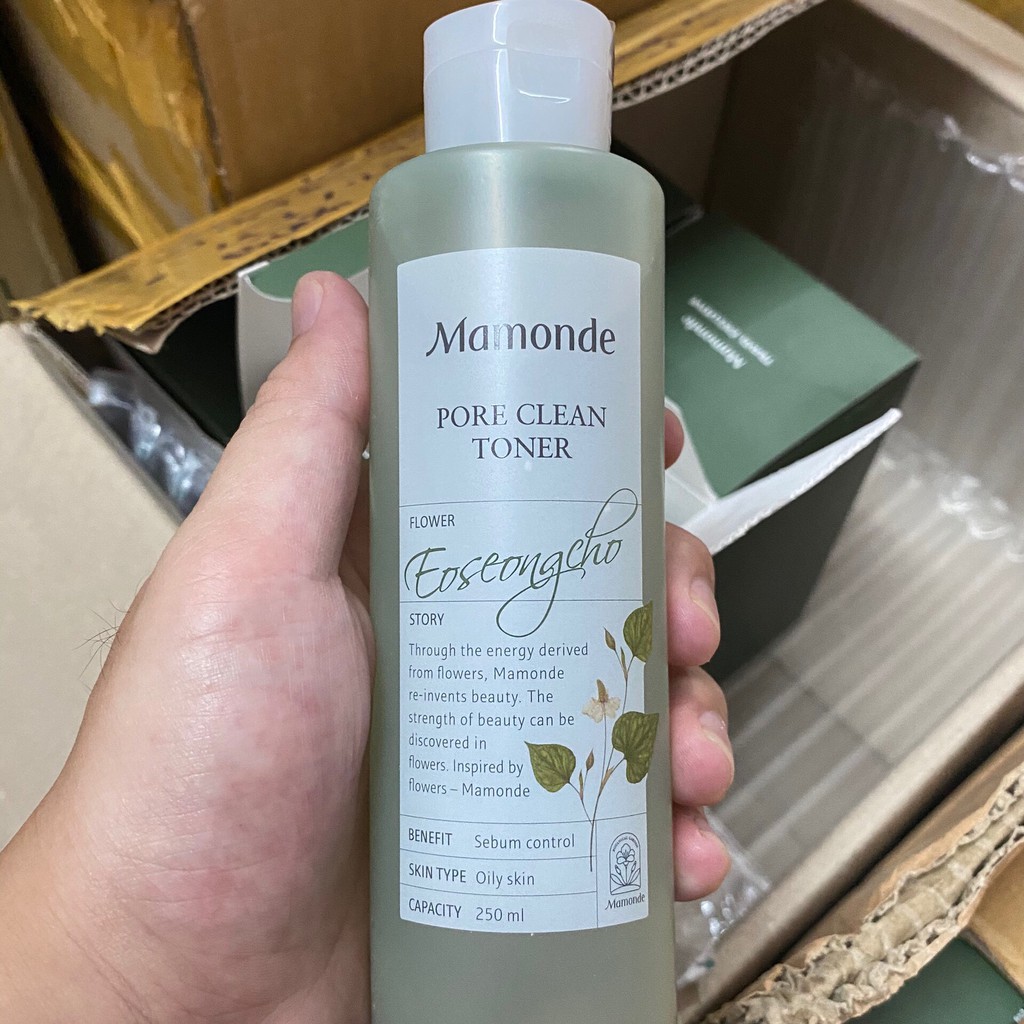 Mamonde
PORE CLEAN
TONER
FLOWER
Eoseongcho
STORY
Through the energy derived
from flowers, Mamonde
re-invents beauty. The
strength of beauty can be
discovered in
flowers. Inspired by
flowers – Mamonde
BENEFIT Sebum control
SKIN TYPE Oily skin
CAPACITY 250 ml
Mamonde
Mamonde